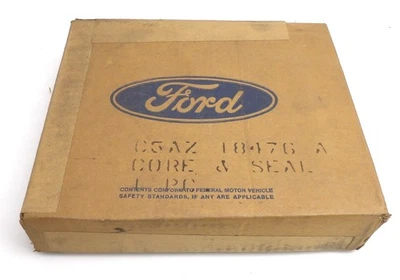 Ford
C5AZ 18476 A
CORE & SEAL
1 PC
CONTENTS CONFORM TO FEDERAL MOTOR VEHICLE
SAFETY STANDARDS, IF ANY ARE APPLICABLE.